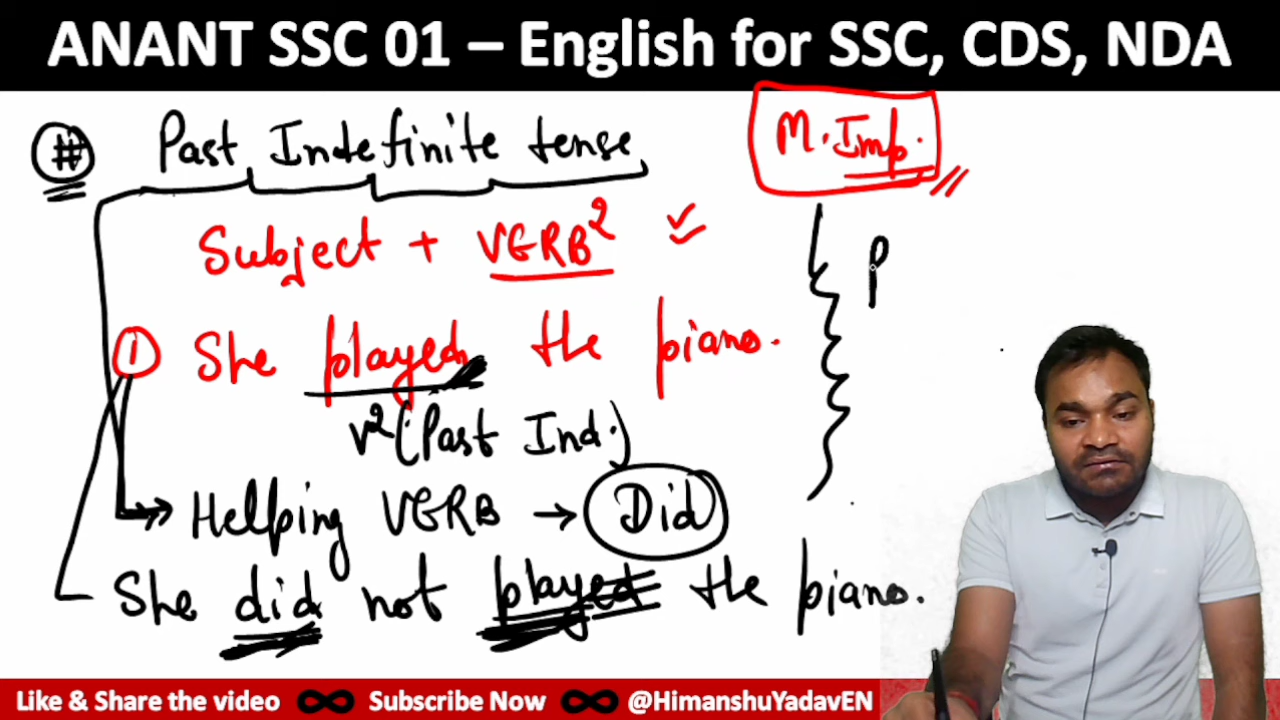 ANANT SSC 01 – English for SSC, CDS, NDA
# Past Indefinite tense
M. Imp.
Subject + VERB²
P
① She played the piano.
V² (Past Ind.)
Helping VERB → Did
She did not played the piano.
Like & Share the video Subscribe Now @HimanshuYadavEN